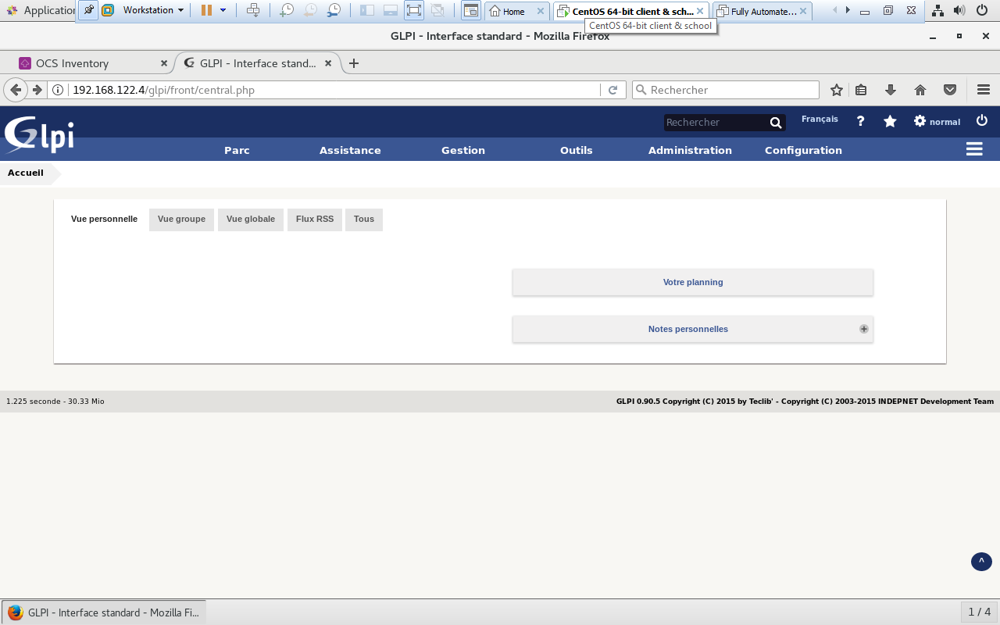 Application
Workstation
Home
CentOS 64-bit client & sch...
Fully Automate...
CentOS 64-bit client & school
GLPI - Interface standard - Mozilla Firefox
OCS Inventory
GLPI - Interface stand...
192.168.122.4/glpi/front/central.php
Rechercher
Glpi
Rechercher
Français
?
normal
Parc
Assistance
Gestion
Outils
Administration
Configuration
Accueil
Vue personnelle
Vue groupe
Vue globale
Flux RSS
Tous
Votre planning
Notes personnelles
1.225 seconde - 30.33 Mio
GLPI 0.90.5 Copyright (C) 2015 by Teclib' - Copyright (C) 2003-2015 INDEPNET Development Team
^
GLPI - Interface standard - Mozilla Fi...
1 / 4